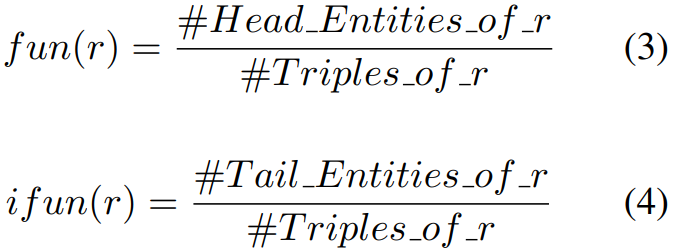 fun(r) = #Head_Entities_of_r / #Triples_of_r (3)
ifun(r) = #Tail_Entities_of_r / #Triples_of_r (4)